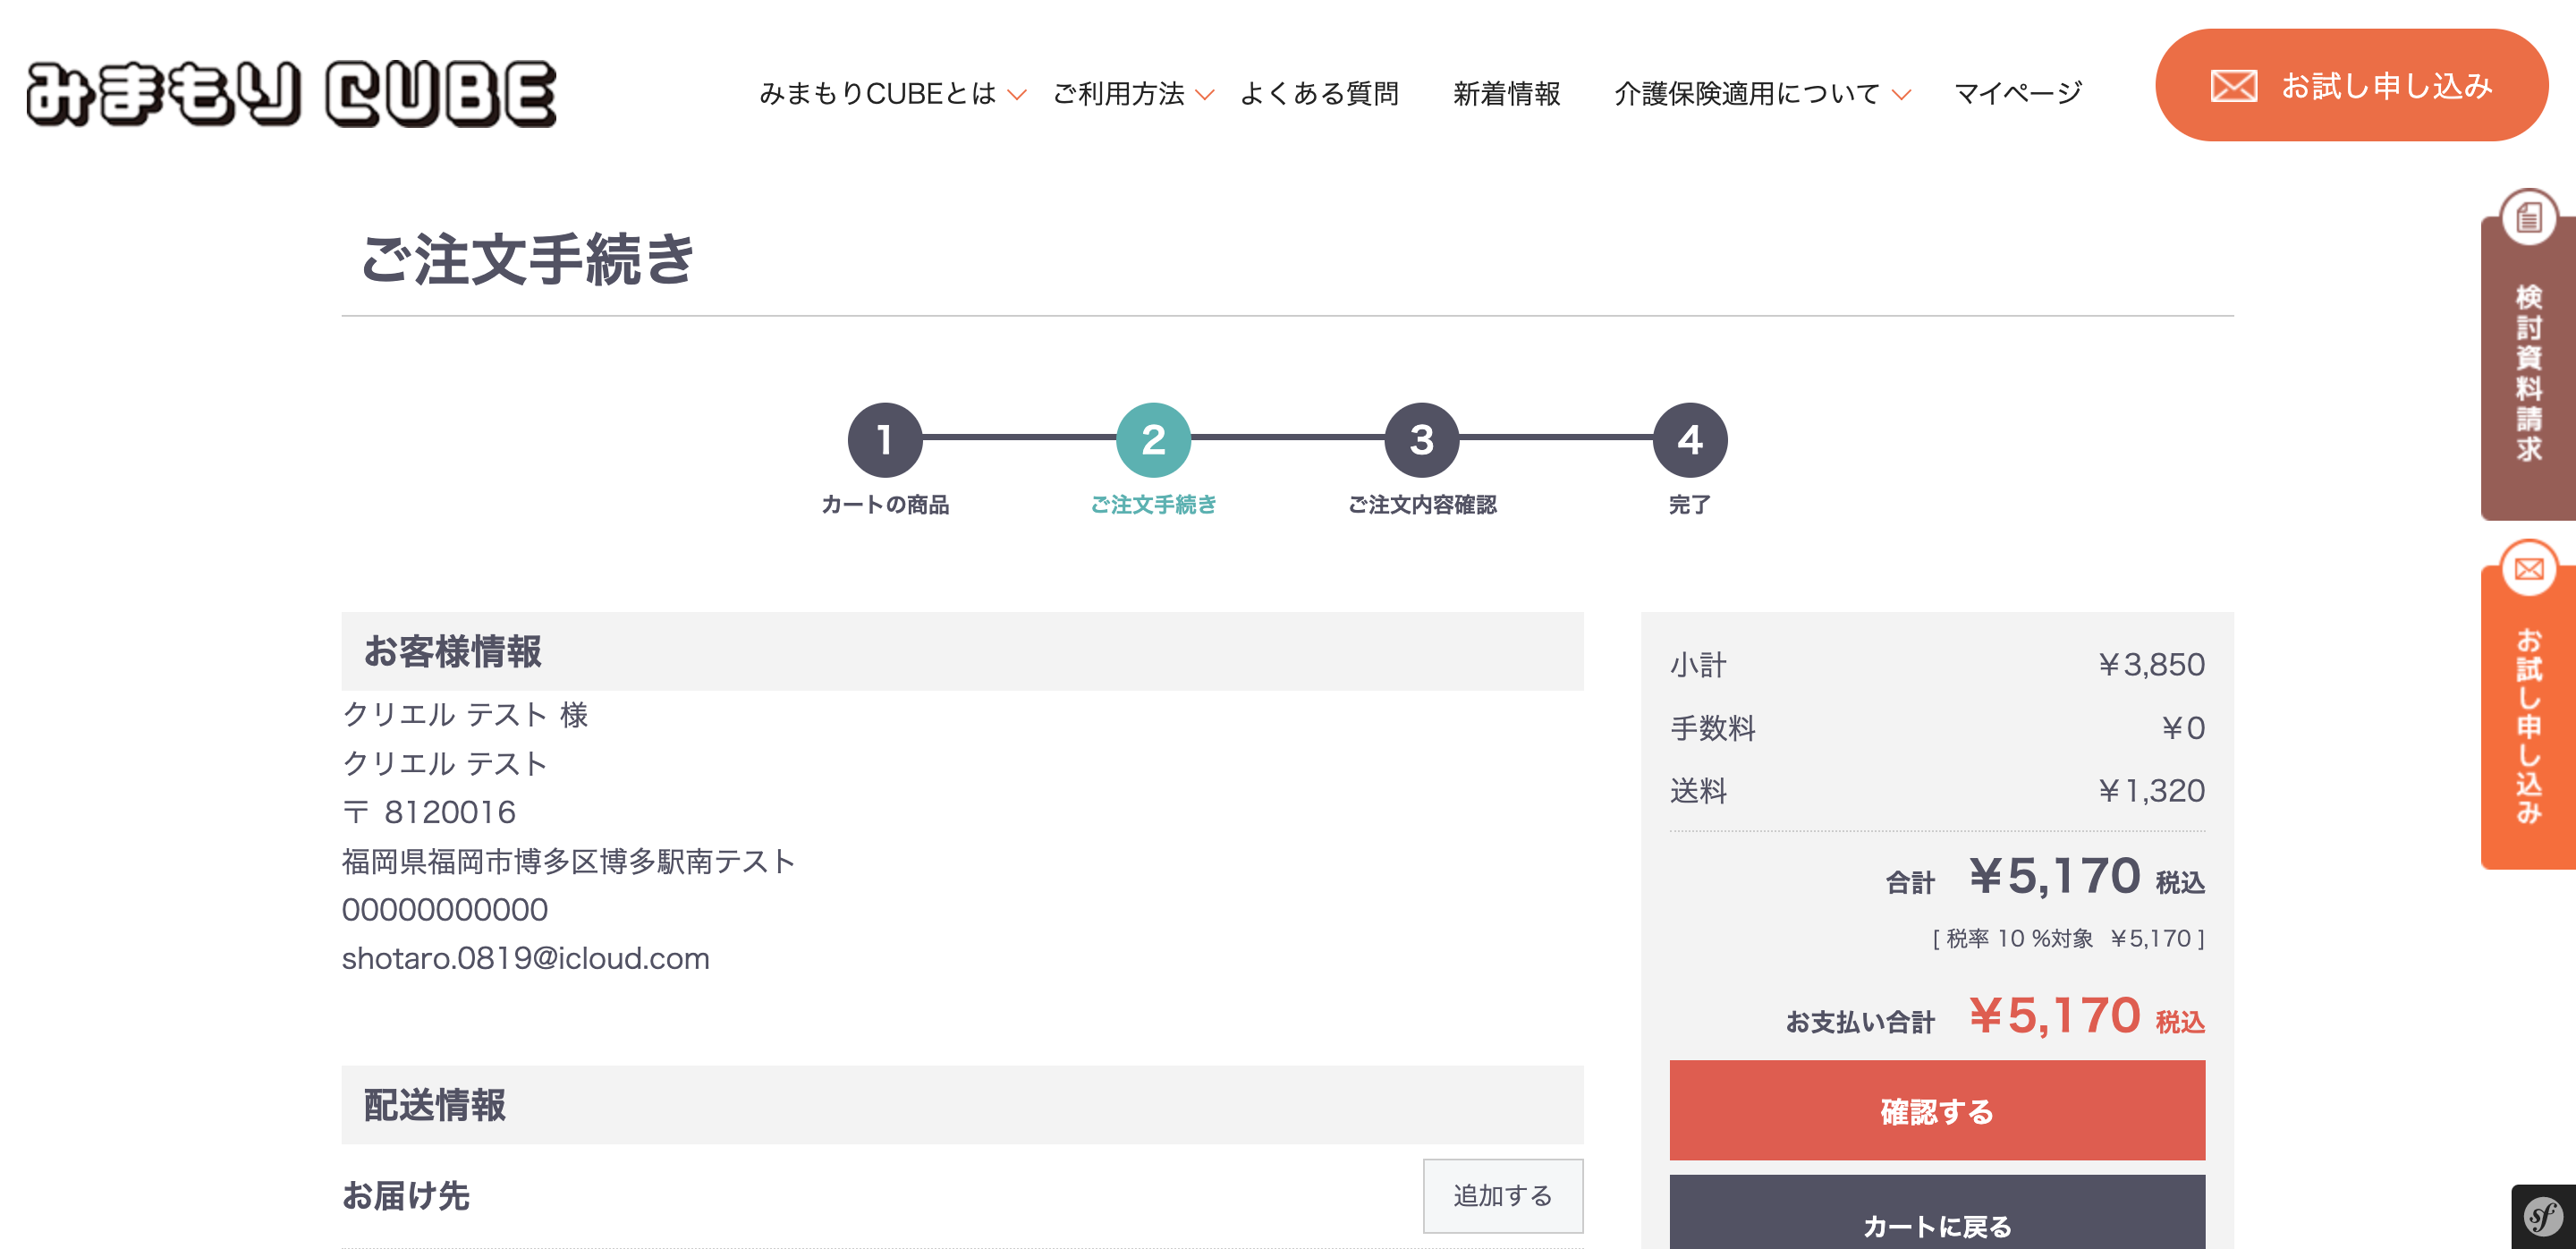 みまもり CUBE
みまもりCUBEとは ご利用方法 よくある質問 新着情報 介護保険適用について マイページ
お試し申し込み
ご注文手続き
1 2 3 4
カートの商品 ご注文手続き ご注文内容確認 完了
お客様情報
クリエル テスト 様
クリエル テスト
〒 8120016
福岡県福岡市博多区博多駅南テスト
00000000000
shotaro.0819@icloud.com
配送情報
お届け先
追加する
小計 ￥3,850
手数料 ￥0
送料 ￥1,320
合計 ￥5,170 税込
[ 税率 10 %対象 ￥5,170 ]
お支払い合計 ￥5,170 税込
確認する
カートに戻る
検討資料請求
お試し申し込み
sf